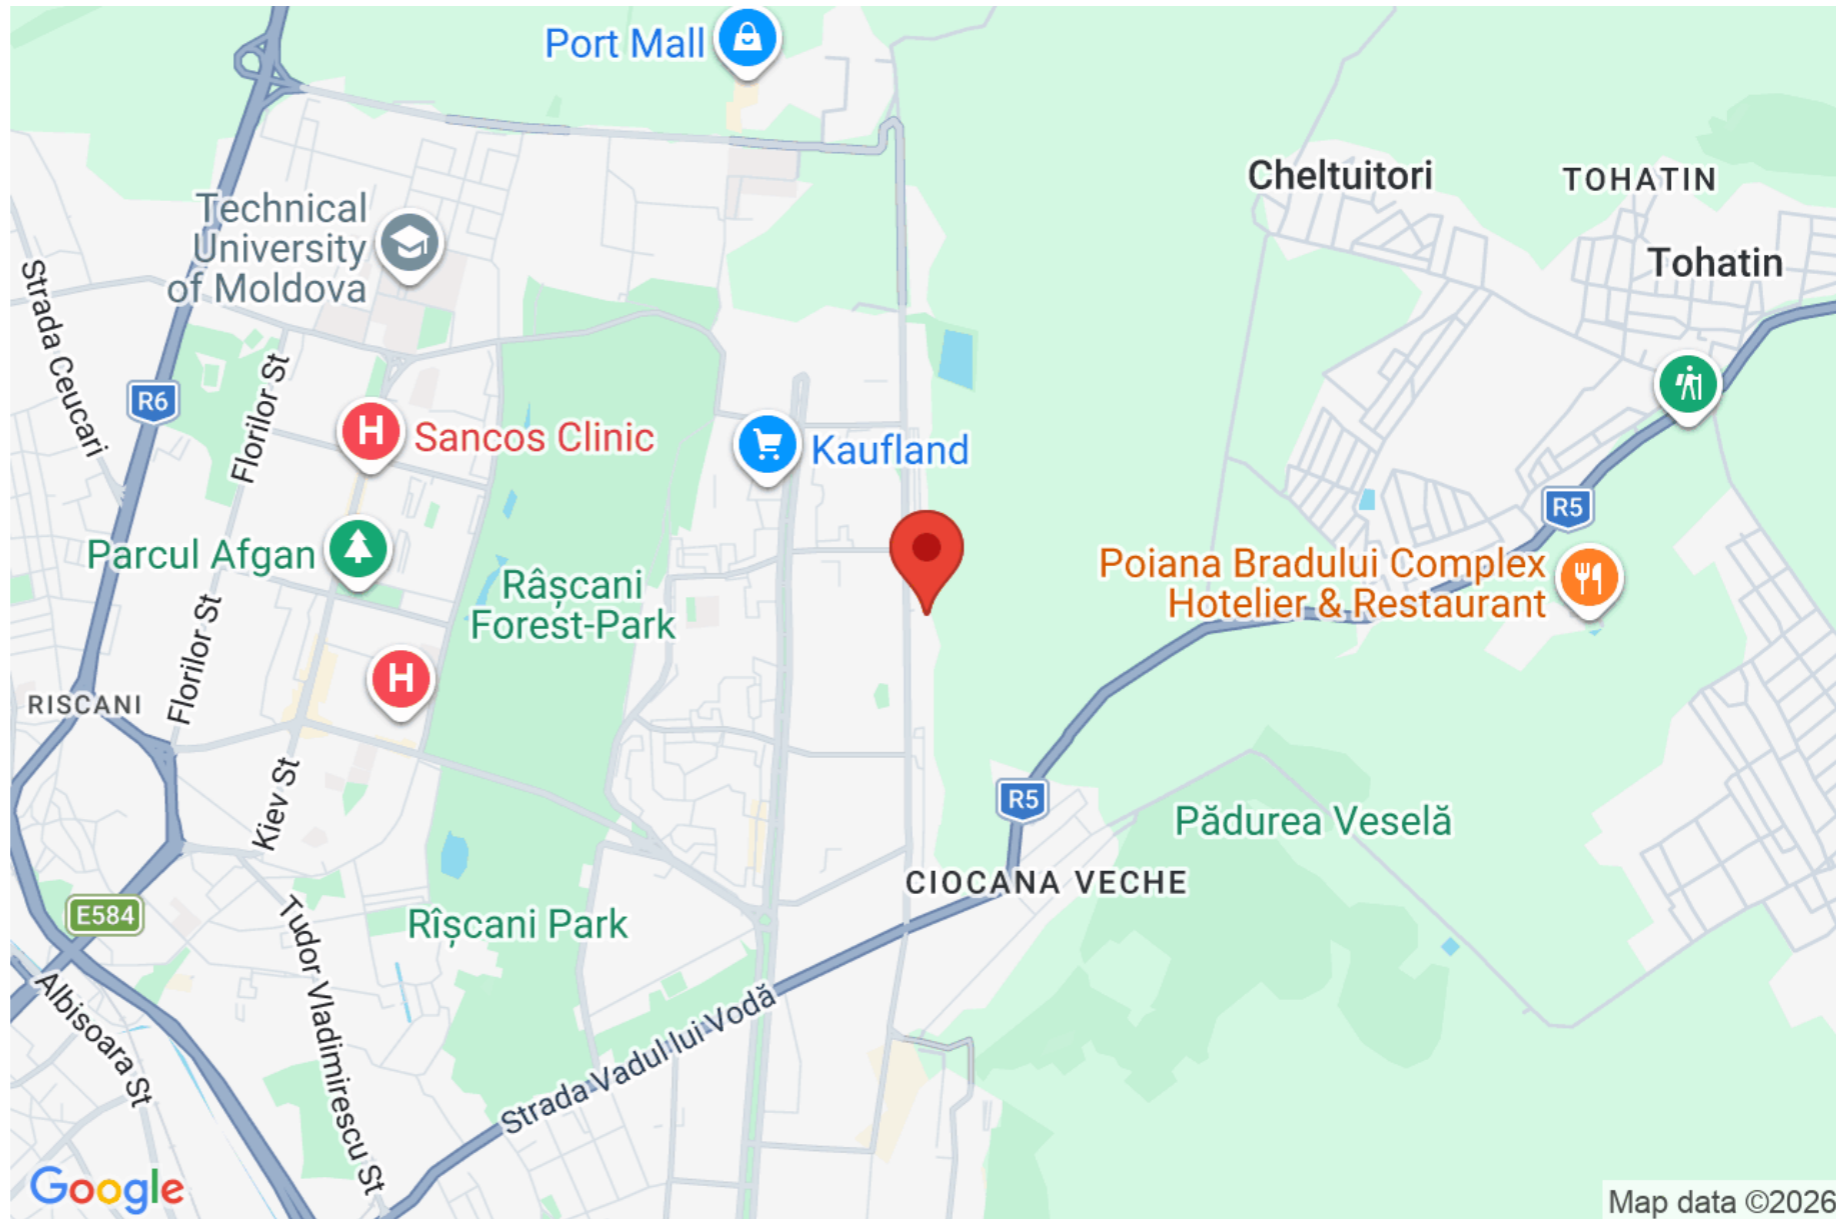 Port Mall
Cheltuitori
TOHATIN
Technical
University
of Moldova
Tohatin
Strada Ceucari
Florilor St
R6
H
Sancos Clinic
Kaufland
R5
Parcul Afgan
Râșcani
Forest-Park
Poiana Bradului Complex
Hotelier & Restaurant
Florilor St
H
RISCANI
Kiev St
R5
Pădurea Veselă
CIOCANA VECHE
E584
Rîșcani Park
Tudor Vladimirescu St
Albisoara St
Strada Vadul lui Vodă
Google
Map data ©2026